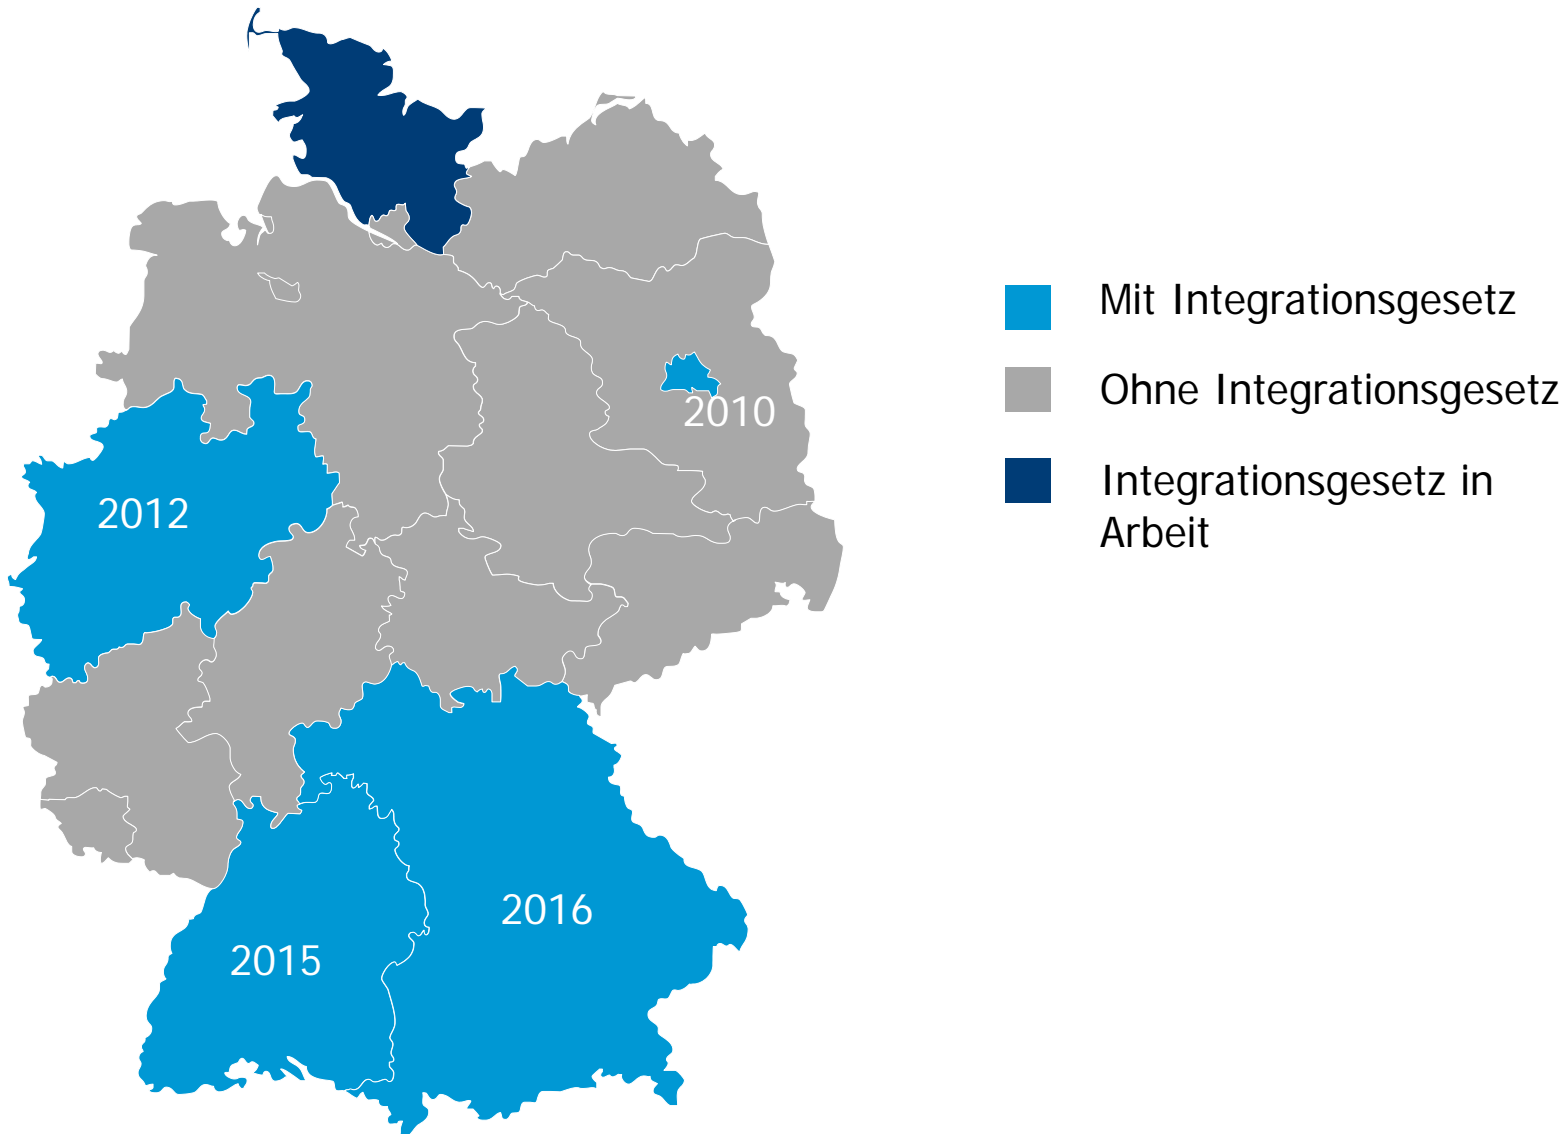 Mit Integrationsgesetz
Ohne Integrationsgesetz
Integrationsgesetz in
Arbeit
2010
2012
2016
2015